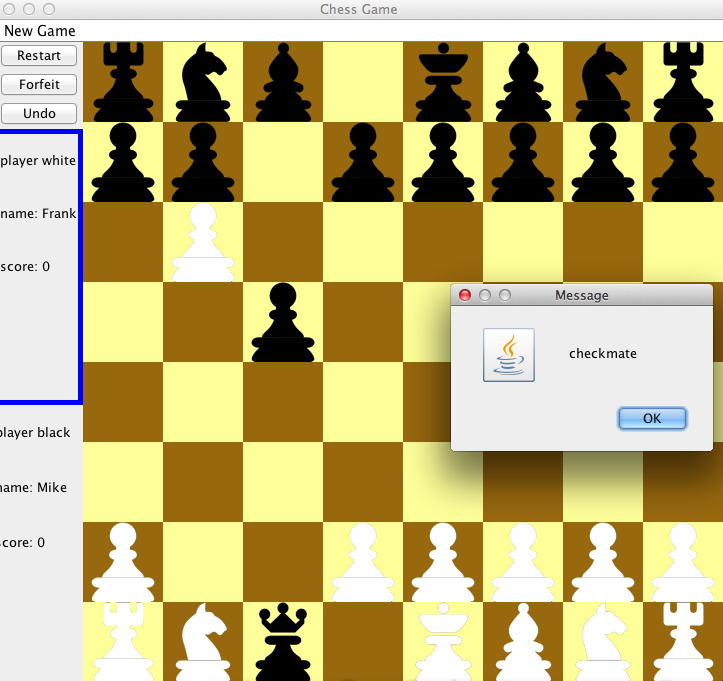 Chess Game
New Game
Restart
Forfeit
Undo
player white
name: Frank
score: 0
Message
checkmate
OK
player black
name: Mike
score: 0